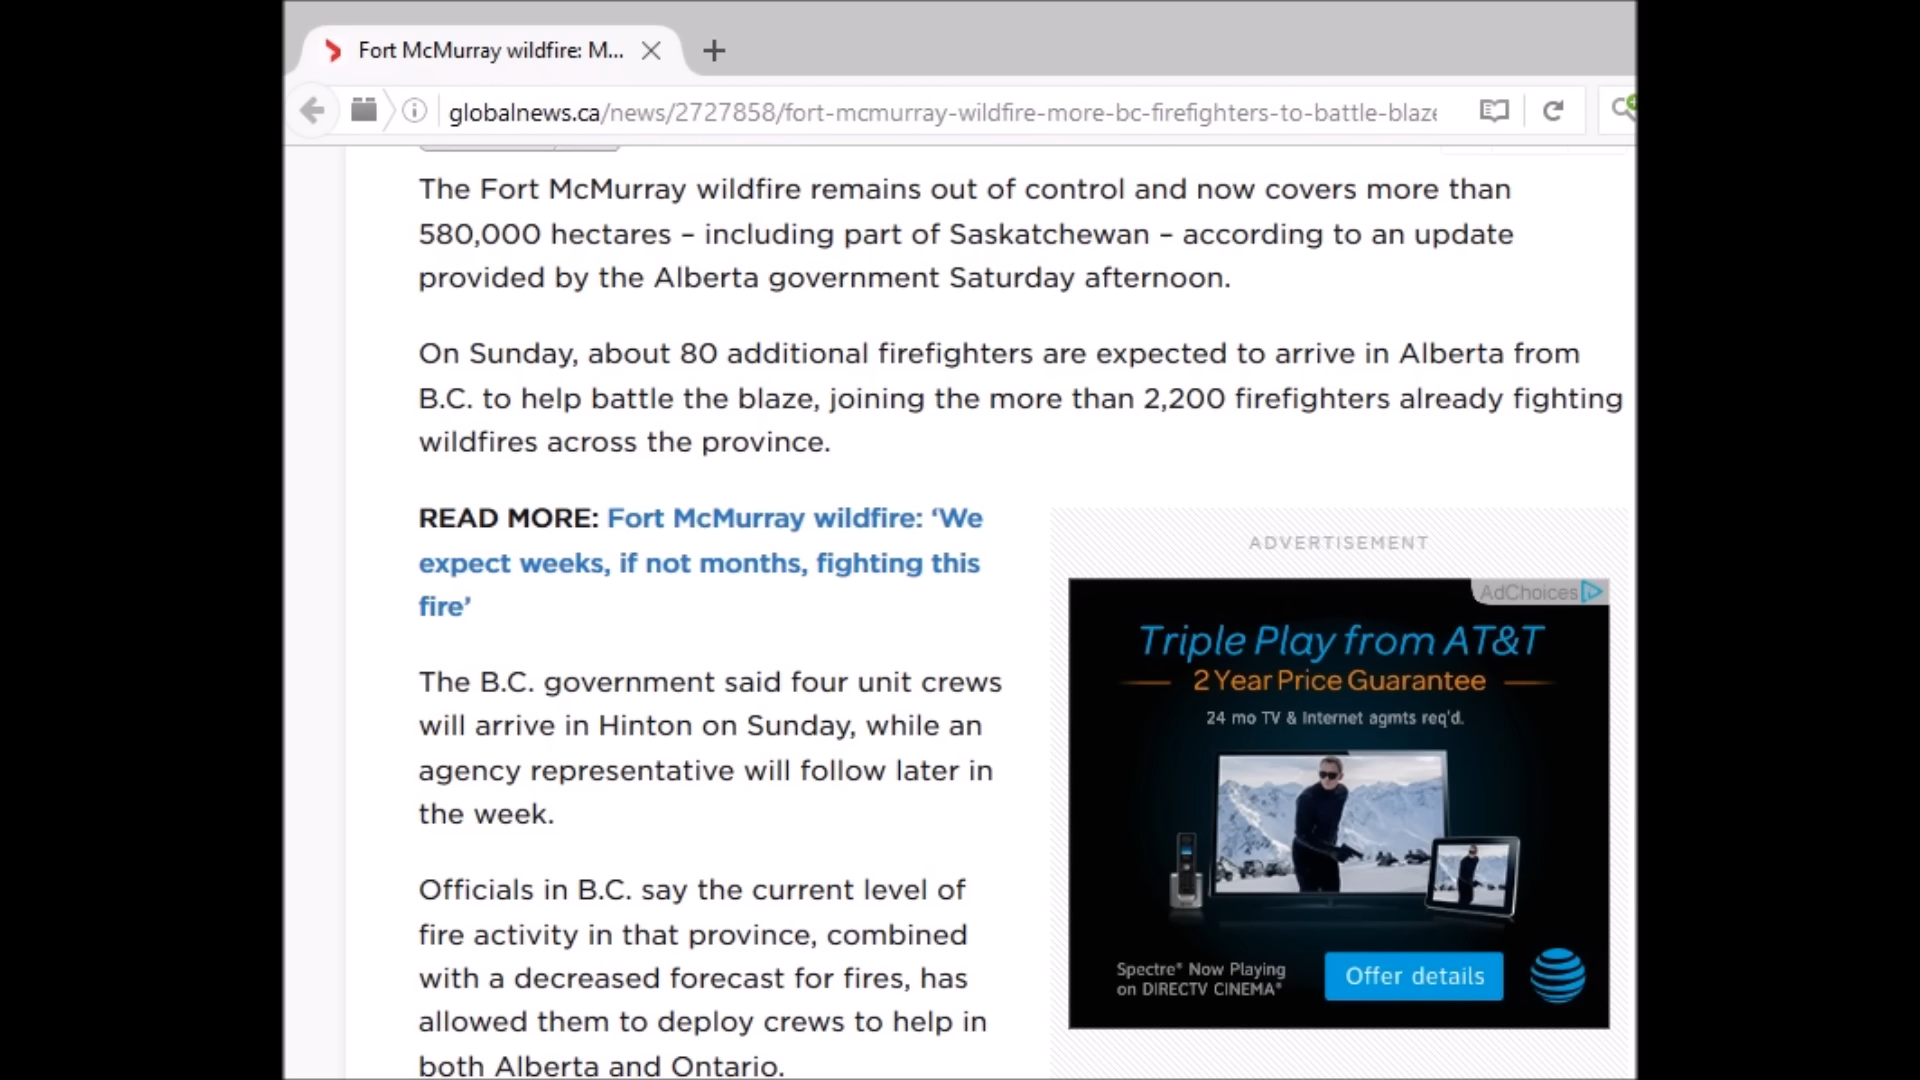 Fort McMurray wildfire: M...
globalnews.ca/news/2727858/fort-mcmurray-wildfire-more-bc-firefighters-to-battle-blaze
The Fort McMurray wildfire remains out of control and now covers more than
580,000 hectares – including part of Saskatchewan – according to an update
provided by the Alberta government Saturday afternoon.
On Sunday, about 80 additional firefighters are expected to arrive in Alberta from
B.C. to help battle the blaze, joining the more than 2,200 firefighters already fighting
wildfires across the province.
READ MORE: Fort McMurray wildfire: ‘We
expect weeks, if not months, fighting this
fire’
The B.C. government said four unit crews
will arrive in Hinton on Sunday, while an
agency representative will follow later in
the week.
Officials in B.C. say the current level of
fire activity in that province, combined
with a decreased forecast for fires, has
allowed them to deploy crews to help in
both Alberta and Ontario.
ADVERTISEMENT
AdChoices
Triple Play from AT&T
2 Year Price Guarantee
24 mo TV & Internet agmts req'd.
Spectre® Now Playing
on DIRECTV CINEMA®
Offer details